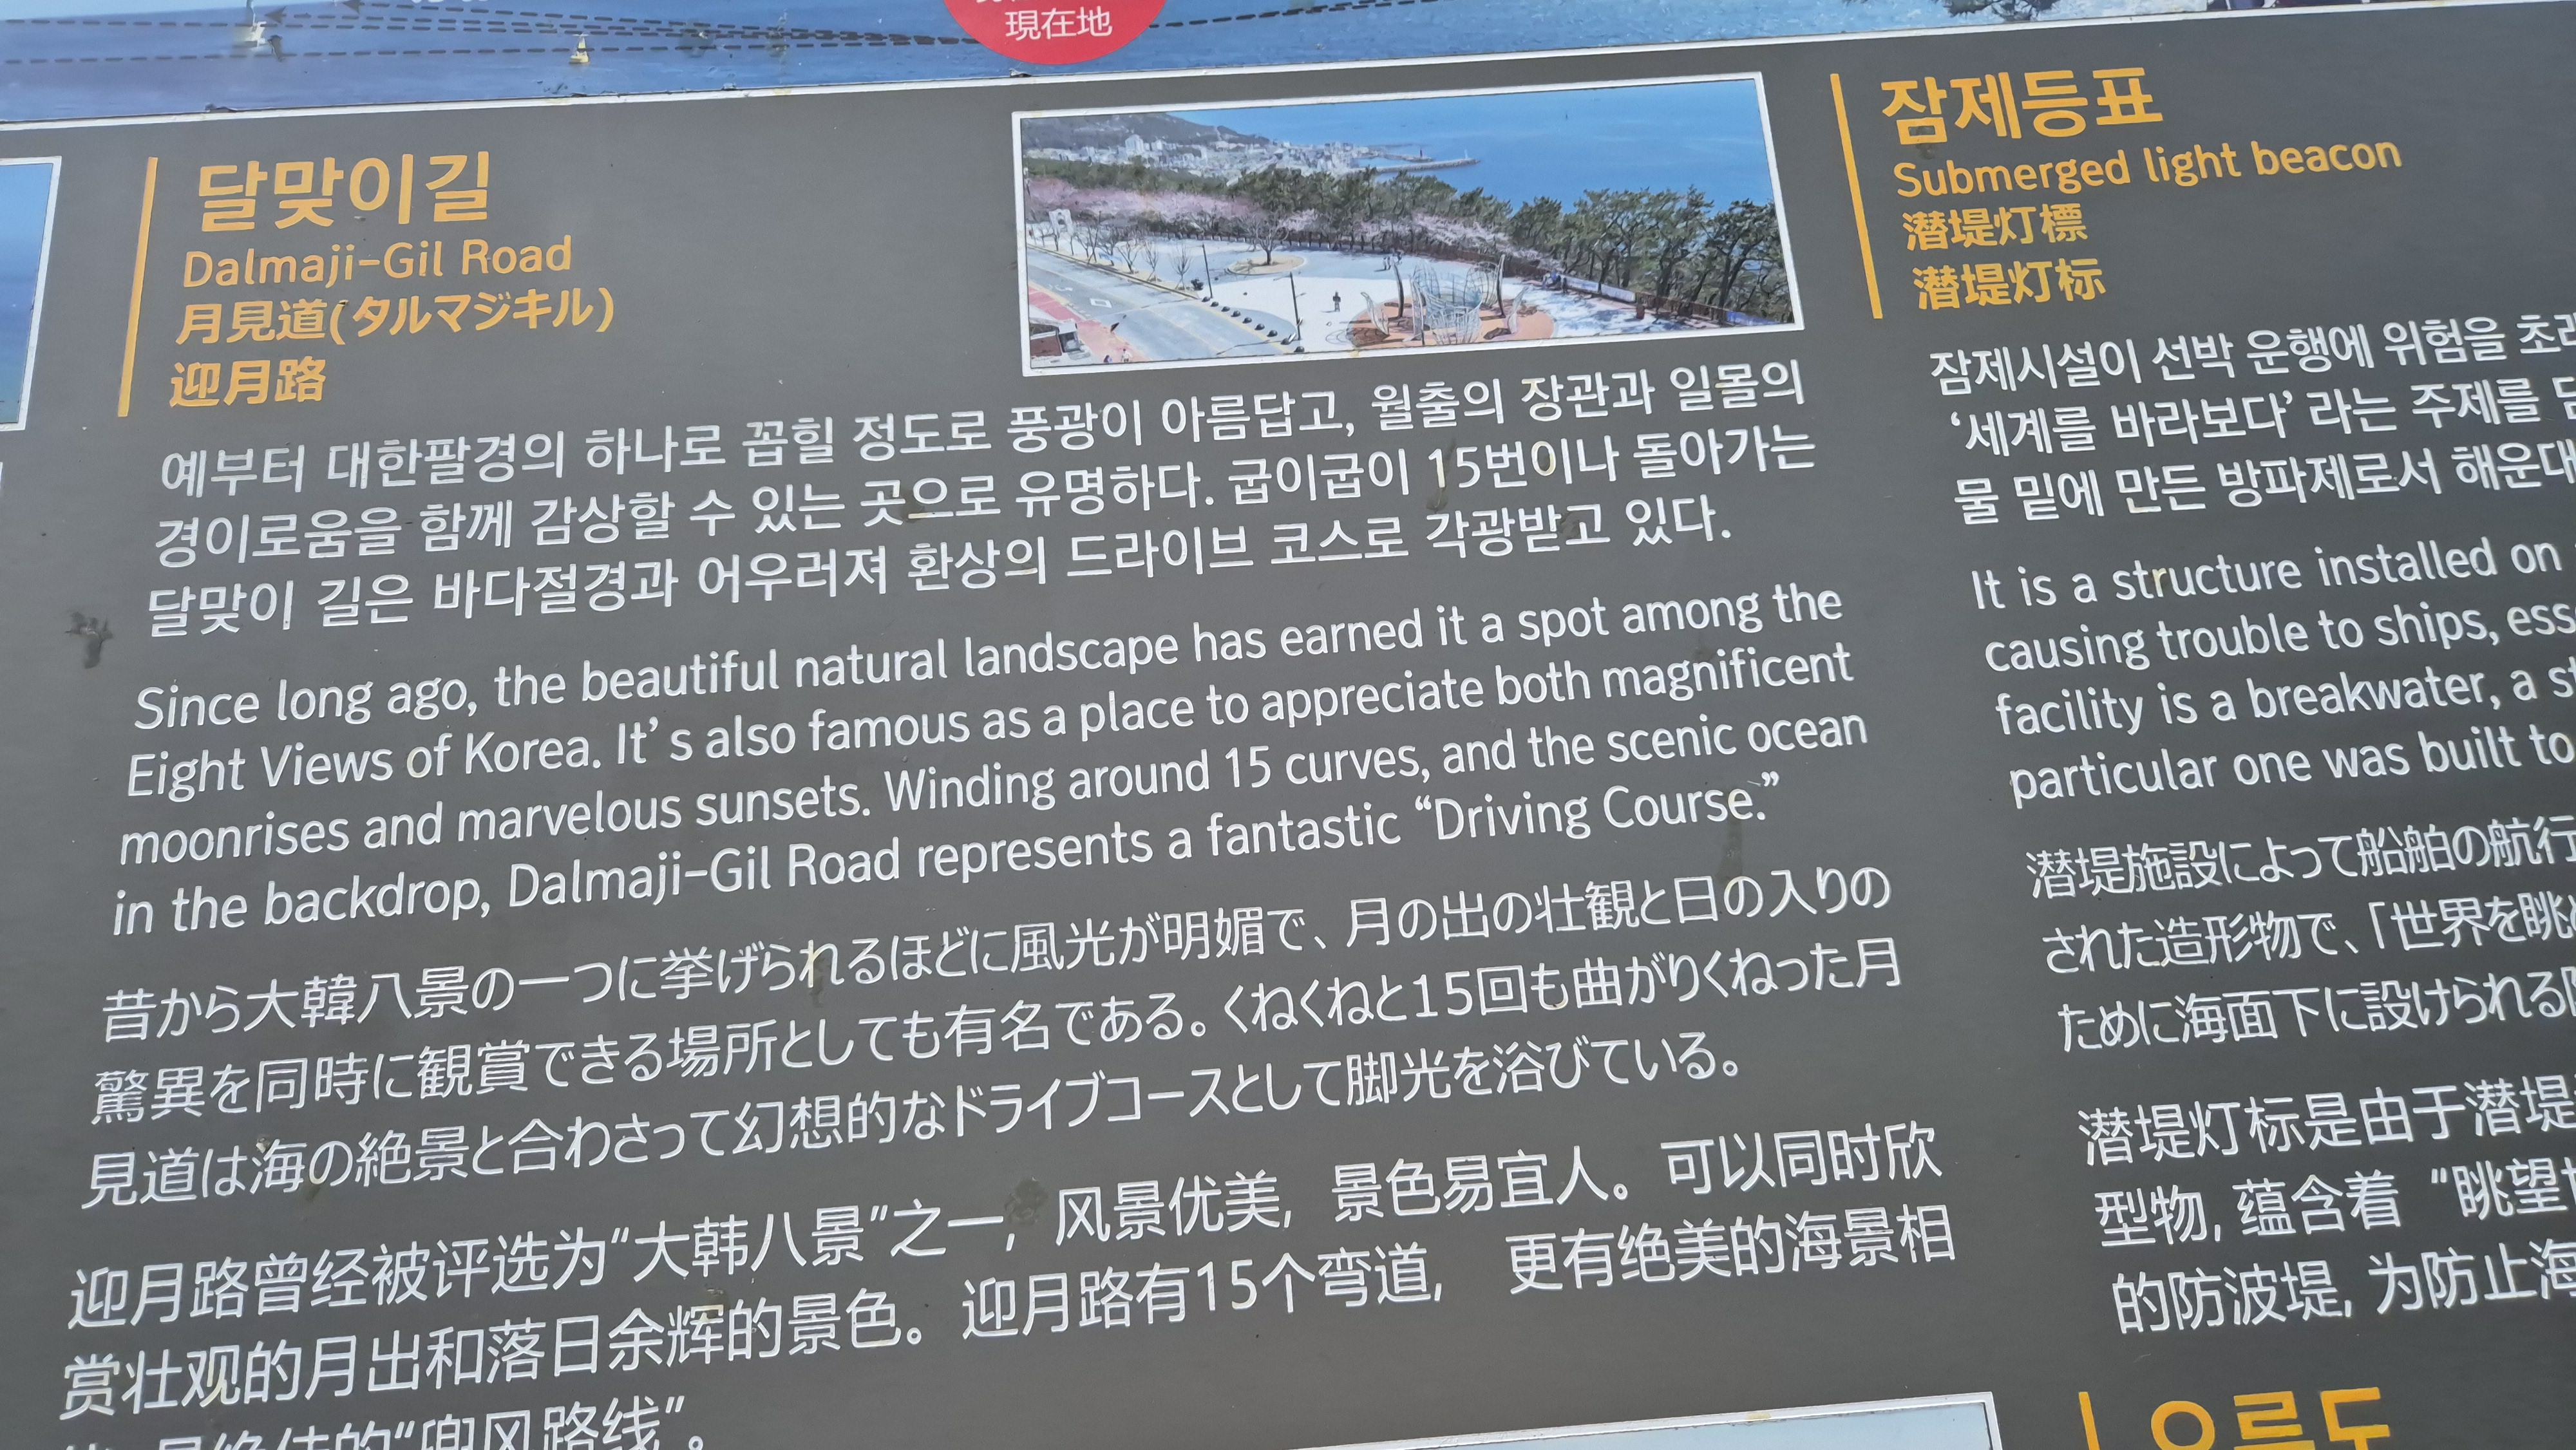 現在地
달맞이길
Dalmaji-Gil Road
月見道(タルマジキル)
迎月路
예부터 대한팔경의 하나로 꼽힐 정도로 풍광이 아름답고, 월출의 장관과 일몰의
경이로움을 함께 감상할 수 있는 곳으로 유명하다. 굽이굽이 15번이나 돌아가는
달맞이 길은 바다절경과 어우러져 환상의 드라이브 코스로 각광받고 있다.
Since long ago, the beautiful natural landscape has earned it a spot among the
Eight Views of Korea. It’s also famous as a place to appreciate both magnificent
moonrises and marvelous sunsets. Winding around 15 curves, and the scenic ocean
in the backdrop, Dalmaji-Gil Road represents a fantastic “Driving Course.”
昔から大韓八景の一つに挙げられるほどに風光が明媚で、月の出の壮観と日の入りの
驚異を同時に観賞できる場所としても有名である。くねくねと15回も曲がりくねった月
見道は海の絶景と合わさって幻想的なドライブコースとして脚光を浴びている。
迎月路曾经被评选为“大韩八景”之一, 风景优美, 景色易宜人。可以同时欣
赏壮观的月出和落日余辉的景色。迎月路有15个弯道, 更有绝美的海景相
的“兜风路线”。
잠제등표
Submerged light beacon
潜堤灯標
潜堤灯标
잠제시설이 선박 운행에 위험을
‘세계를 바라보다’ 라는 주제를
물 밑에 만든 방파제로서
It is a structure installed on
causing trouble to ships,
facility is a breakwater, a
particular one was built to
潜堤施設によって船舶の航行
された造形物で、「世界を眺
ために海面下に設けられる
潜堤灯标是由于潜堤
型物, 蕴含着 “眺望
的防波堤, 为防止海
오륙도